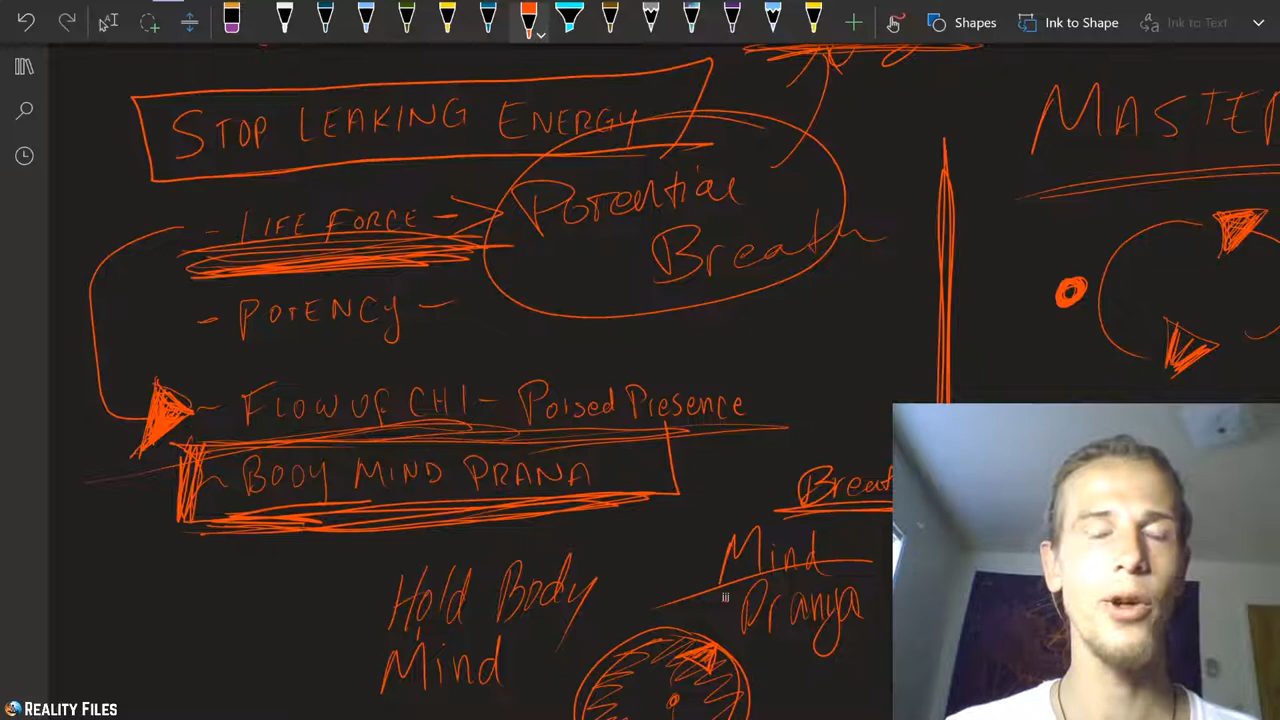 Shapes
Ink to Shape
Ink to Text
STOP LEAKING ENERGY
- LIFE FORCE -> Potential
Breath
- POTENCY -
- FLOW OF CHI - Poised Presence
- BODY MIND PRANA
MASTE
Breat
Mind
Pranya
Hold Body
Mind
REALITY FILES